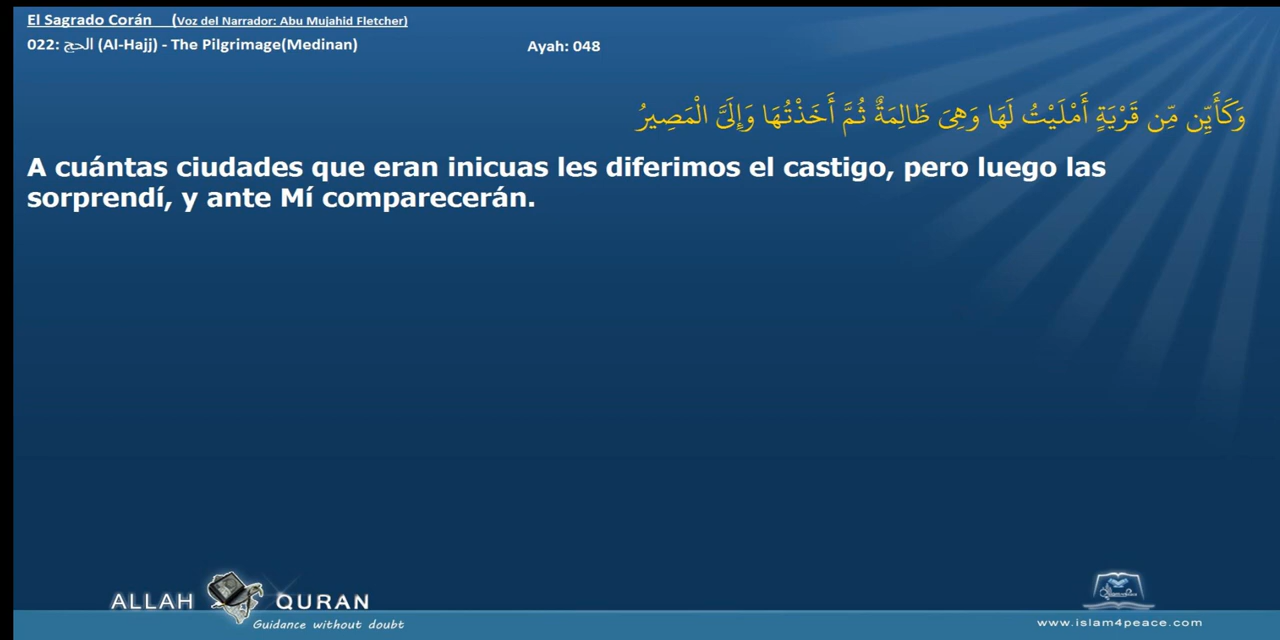 El Sagrado Corán (Voz del Narrador: Abu Mujahid Fletcher)
022: الحج (Al-Hajj) - The Pilgrimage(Medinan)
Ayah: 048
وَكَأَيِّن مِّن قَرْيَةٍ أَمْلَيْتُ لَهَا وَهِىَ ظَالِمَةٌ ثُمَّ أَخَذْتُهَا وَإِلَىَّ الْمَصِيرُ
A cuántas ciudades que eran inicuas les diferimos el castigo, pero luego las
sorprendí, y ante Mí comparecerán.
ALLAH QURAN
Guidance without doubt
www.islam4peace.com